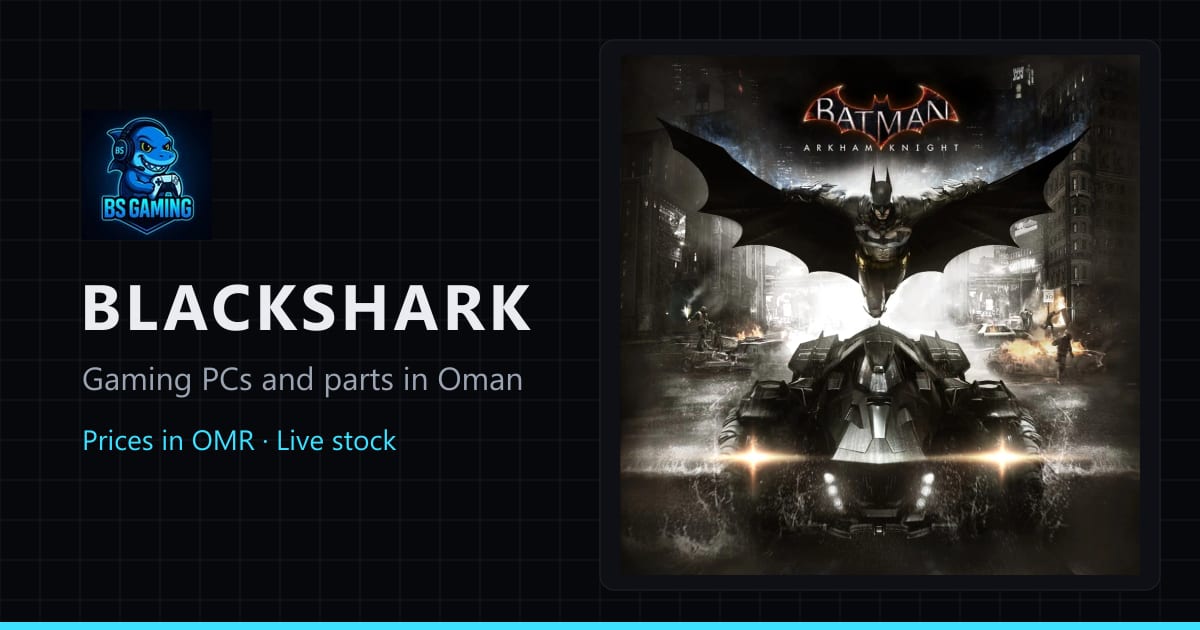 BS
BS GAMING
BLACKSHARK
Gaming PCs and parts in Oman
Prices in OMR · Live stock
BATMAN
ARKHAM KNIGHT